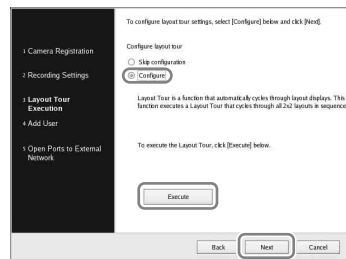 To configure layout tour settings, select [Configure] below and click [Next].
Configure layout tour
Skip configuration
Configure
Layout Tour is a function that automatically cycles through layout displays. This
function executes a Layout Tour that cycles through all 2x2 layouts in sequence
To execute the Layout Tour, click [Execute] below.
Execute
1 Camera Registration
2 Recording Settings
3 Layout Tour
Execution
4 Add User
5 Open Ports to External
Network
Back
Next
Cancel